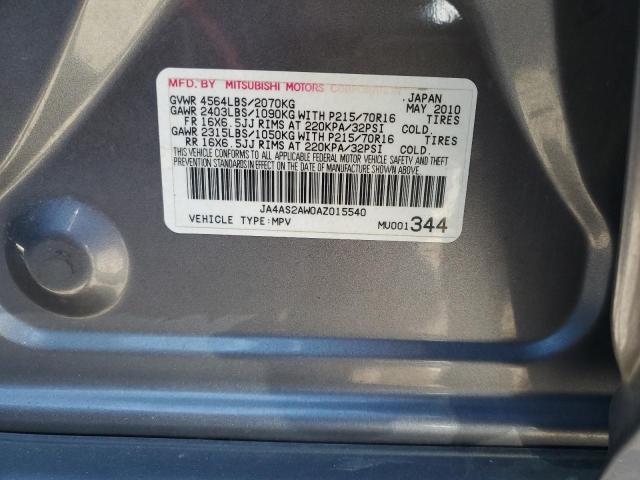 MFD. BY MITSUBISHI MOTORS CORPORATION JAPAN
GVWR 4564LBS/2070KG MAY 2010
GAWR 2403LBS/1090KG WITH P215/70R16 TIRES
FR 16X6.5JJ RIMS AT 220KPA/32PSI COLD.
GAWR 2315LBS/1050KG WITH P215/70R16 TIRES
RR 16X6.5JJ RIMS AT 220KPA/32PSI COLD.
THIS VEHICLE CONFORMS TO ALL APPLICABLE FEDERAL MOTOR VEHICLE SAFETY AND THEFT
PREVENTION STANDARDS IN EFFECT ON THE DATE OF MANUFACTURE SHOWN ABOVE.
JA4AS2AW0AZ015540
VEHICLE TYPE:MPV MU001344